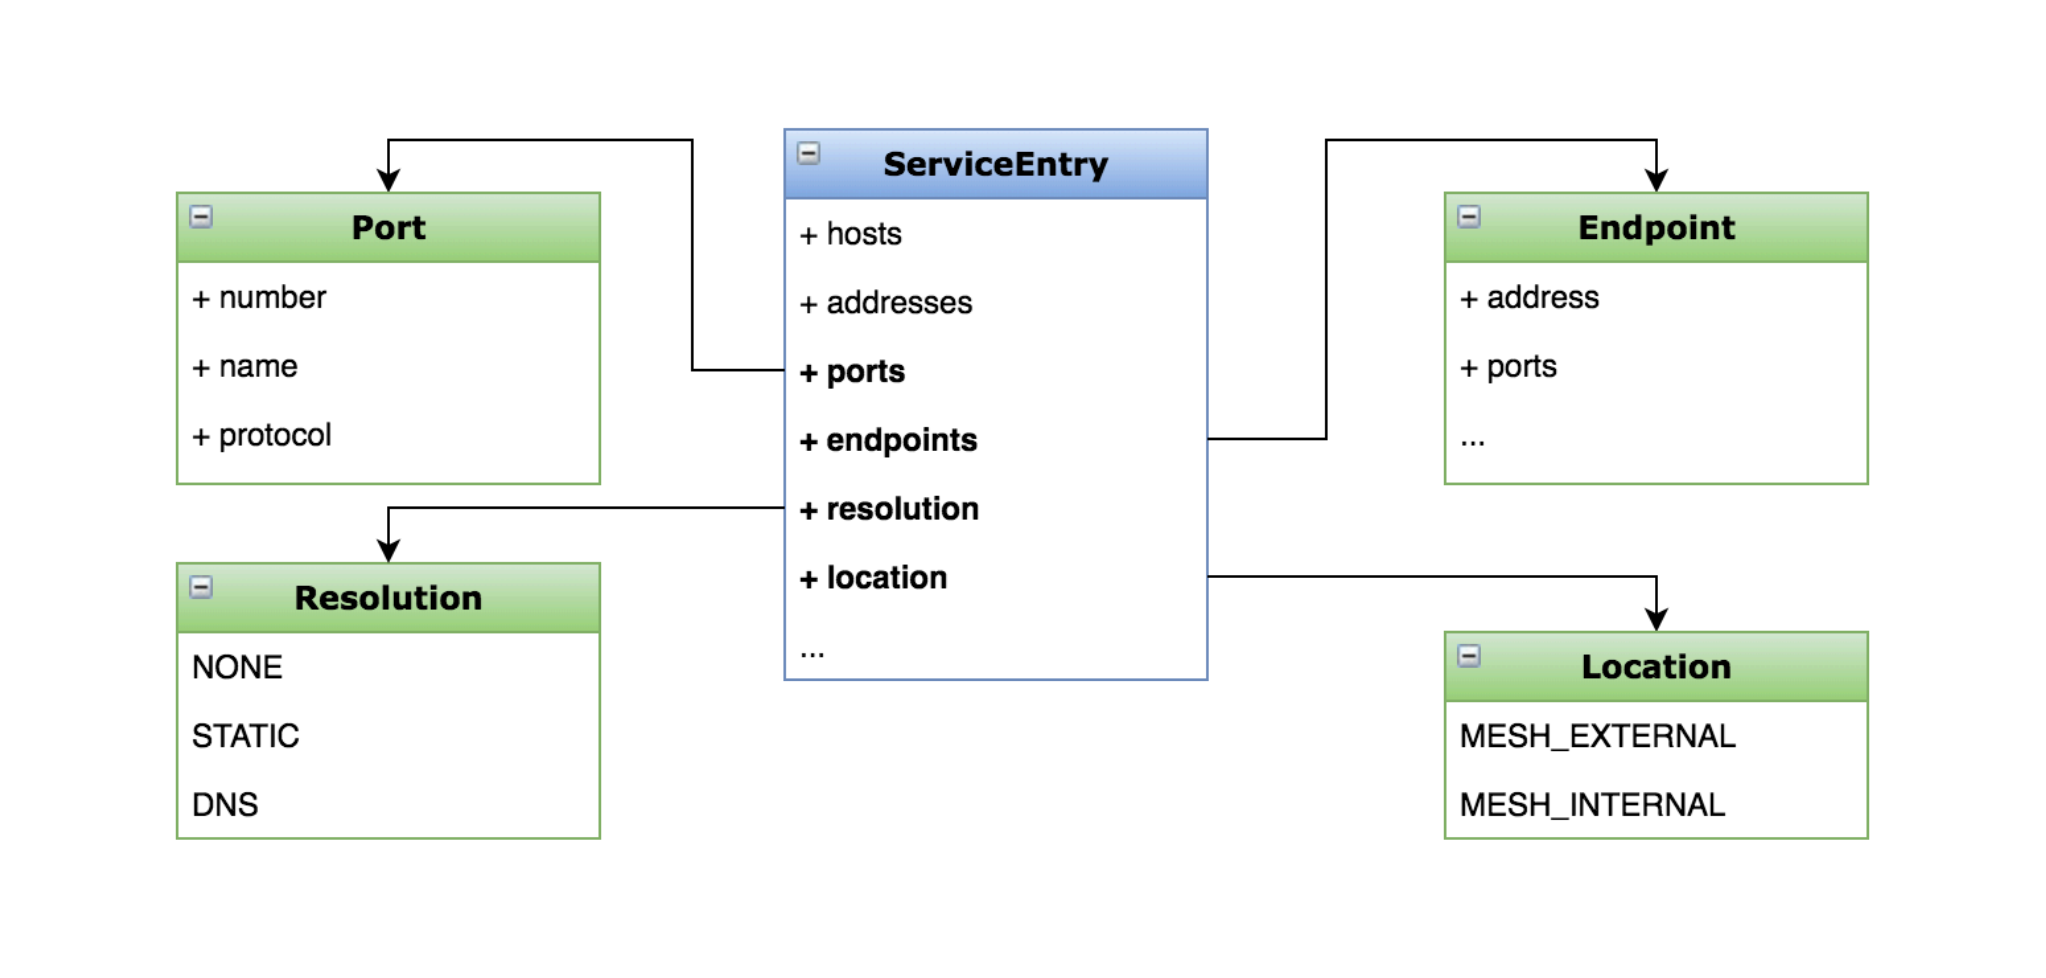 ServiceEntry
+ hosts
+ addresses
+ ports
+ endpoints
+ resolution
+ location
...
Port
+ number
+ name
+ protocol
Resolution
NONE
STATIC
DNS
Endpoint
+ address
+ ports
...
Location
MESH_EXTERNAL
MESH_INTERNAL